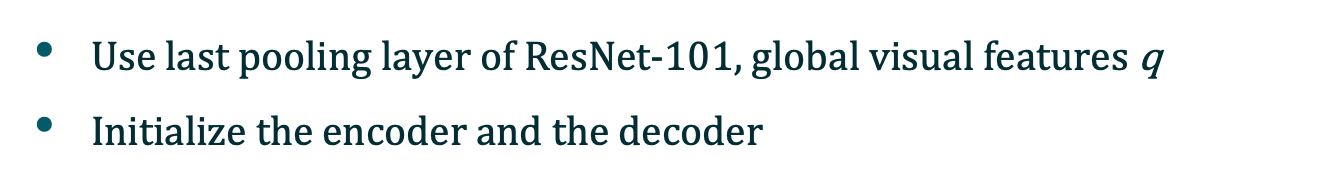 • Use last pooling layer of ResNet-101, global visual features q
• Initialize the encoder and the decoder